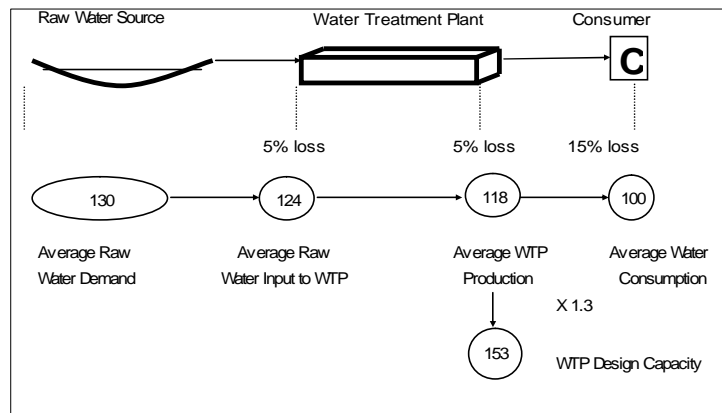 Raw Water Source
Water Treatment Plant
Consumer
C
5% loss
5% loss
15% loss
130
124
118
100
Average Raw
Water Demand
Average Raw
Water Input to WTP
Average WTP
Production
Average Water
Consumption
X 1.3
153
WTP Design Capacity